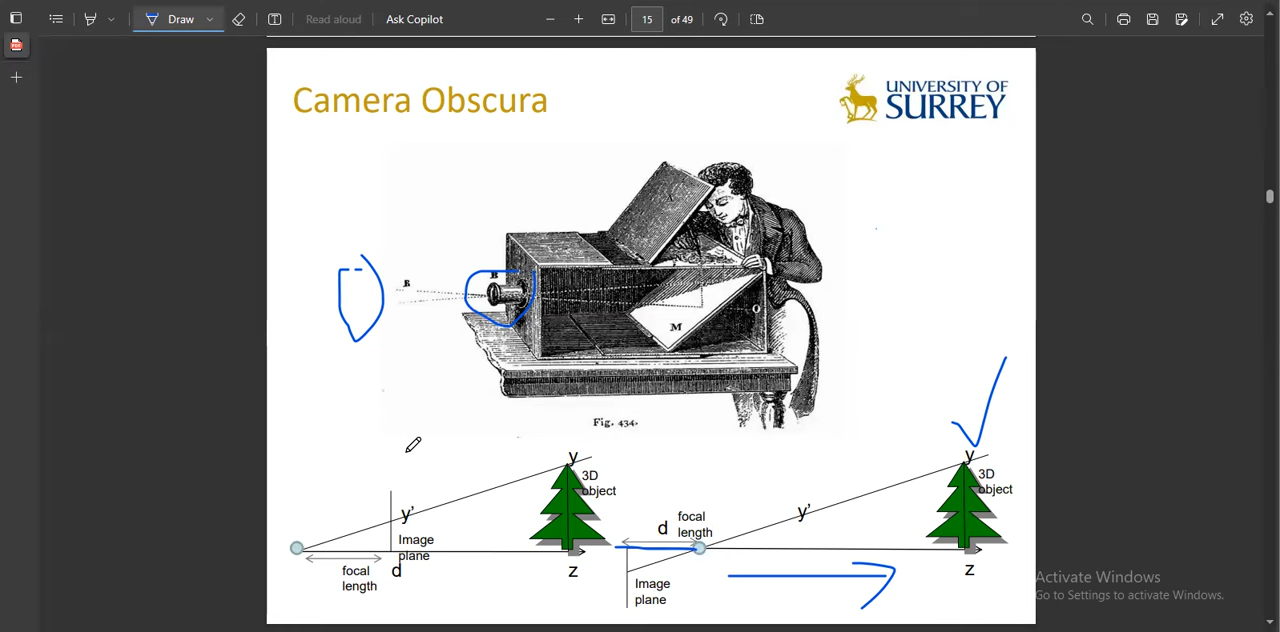 Draw
Read aloud
Ask Copilot
15
of 49
Camera Obscura
UNIVERSITY OF
SURREY
B
M
O
Fig. 434.
y
3D
object
y'
Image
plane
focal
length
d
z
y
3D
object
y'
focal
length
d
Image
plane
z
Activate Windows
Go to Settings to activate Windows.